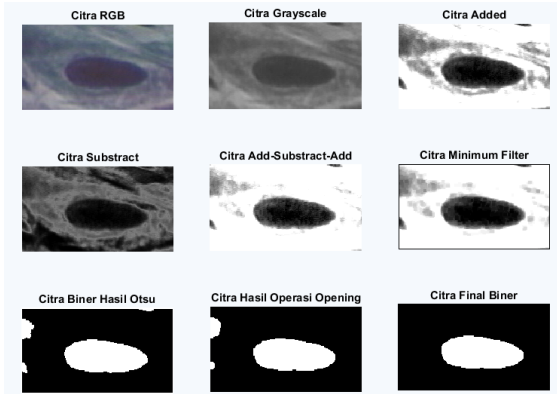 Citra RGB
Citra Grayscale
Citra Added
Citra Substract
Citra Add-Substract-Add
Citra Minimum Filter
Citra Biner Hasil Otsu
Citra Hasil Operasi Opening
Citra Final Biner